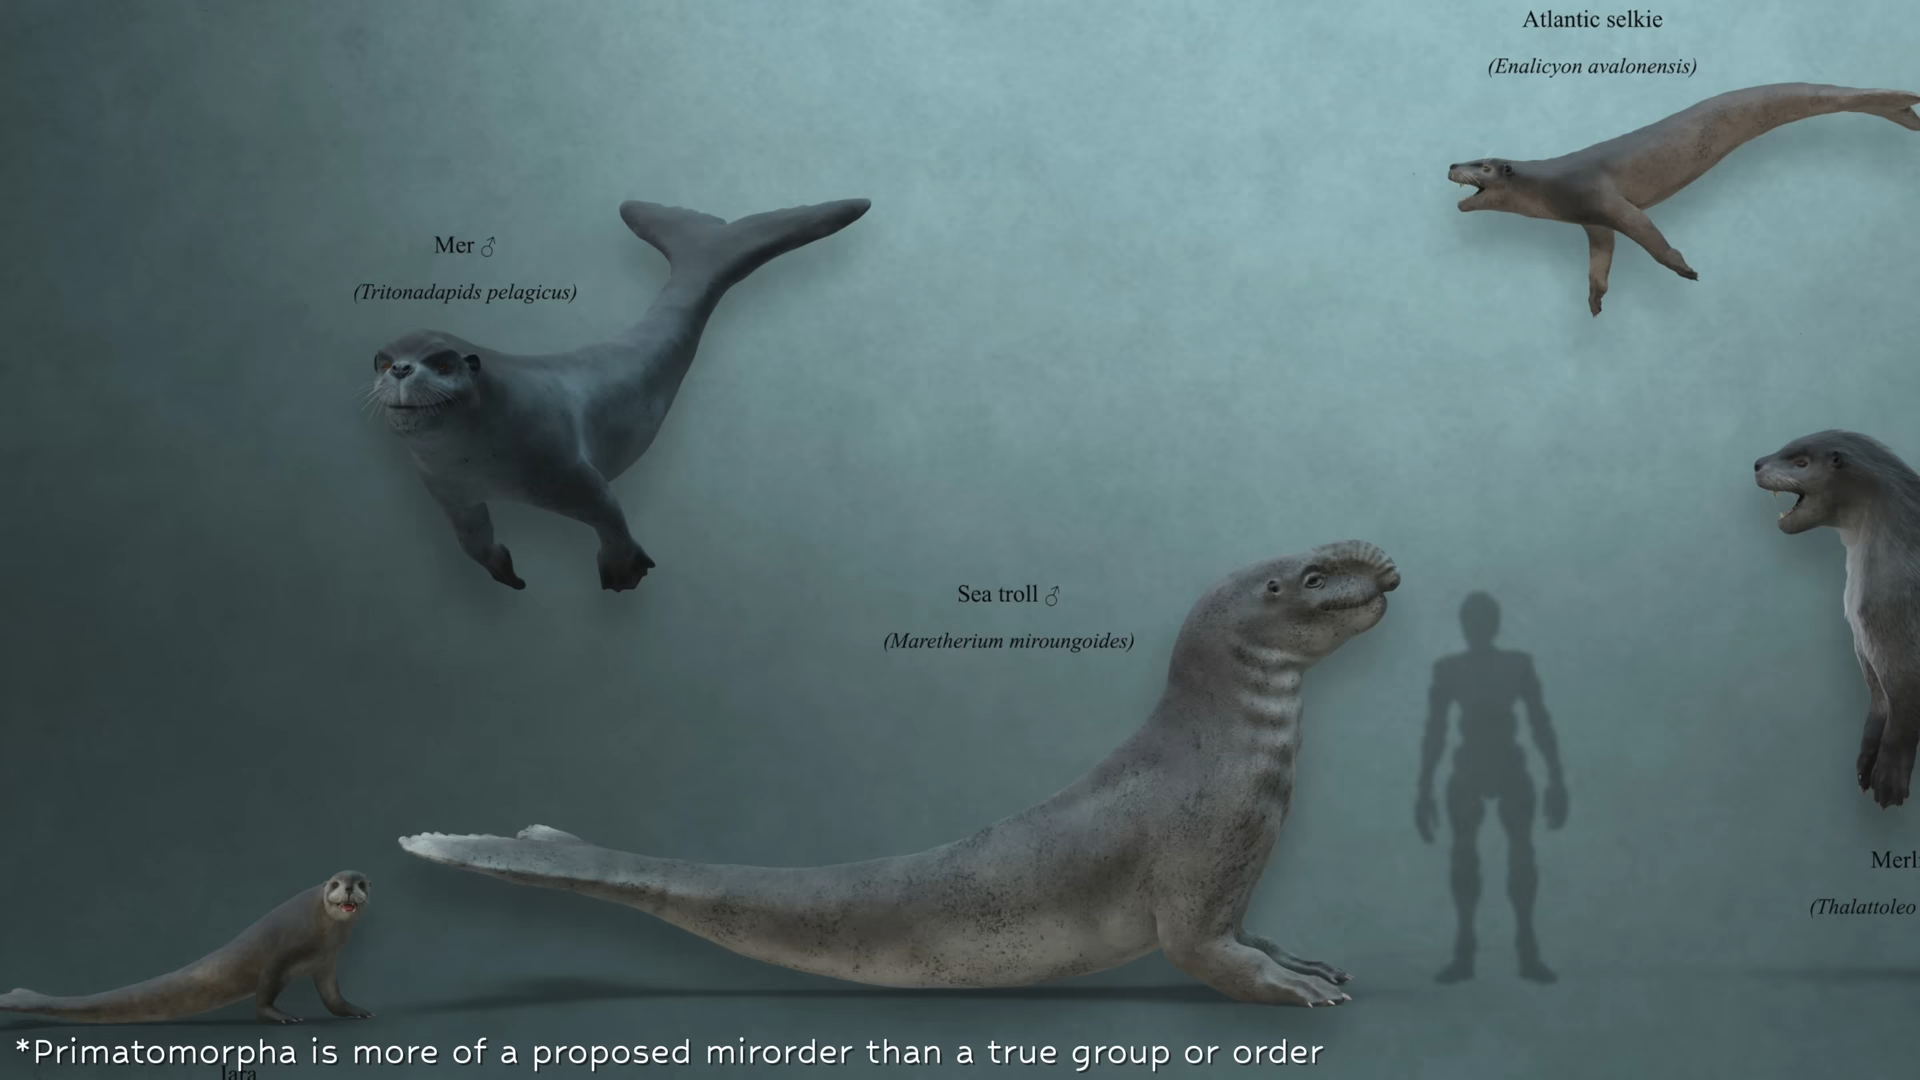 Atlantic selkie
(Enalicyon avalonensis)
Mer ♂
(Tritonadapids pelagicus)
Sea troll ♂
(Maretherium miroungoides)
Merl
(Thalattoleo
*Primatomorpha is more of a proposed mirorder than a true group or order
Iara